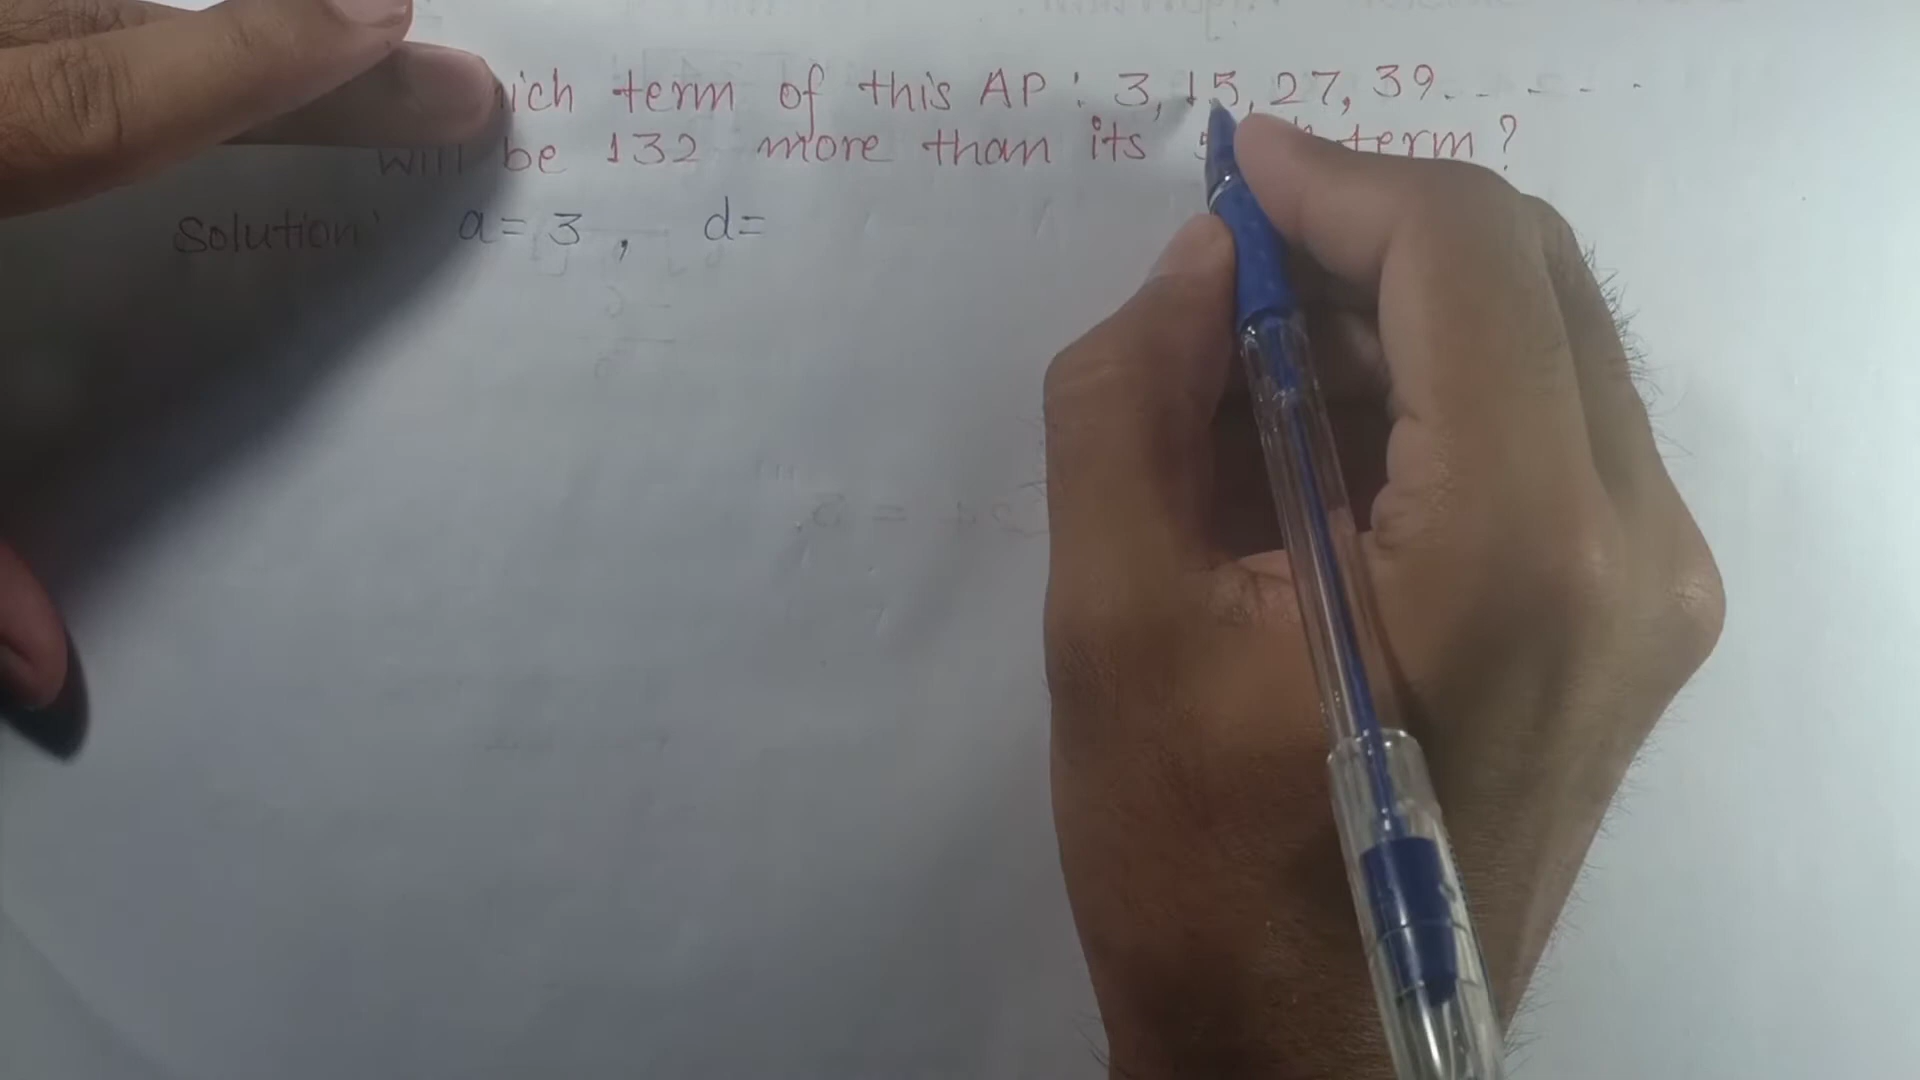 ich term of this AP : 3, 15, 27, 39. - - - - -
will be 132 more than its term ?
Solution: a = 3 , d =